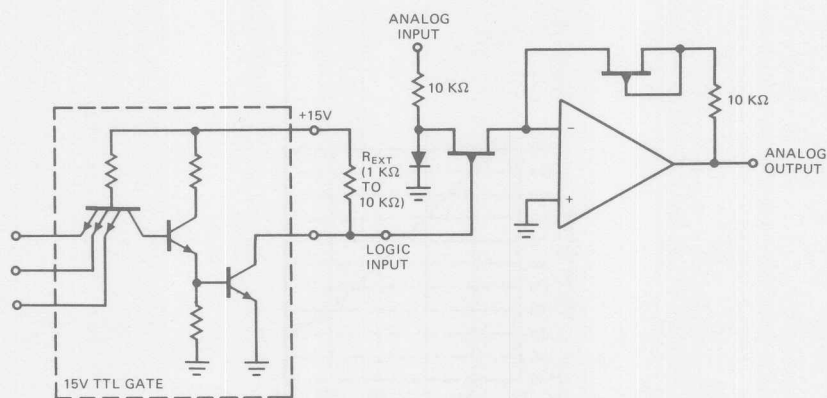 ANALOG
INPUT
10 KΩ
+15V
R_EXT
(1 KΩ
TO
10 KΩ)
LOGIC
INPUT
10 KΩ
−
+
ANALOG
OUTPUT
15V TTL GATE